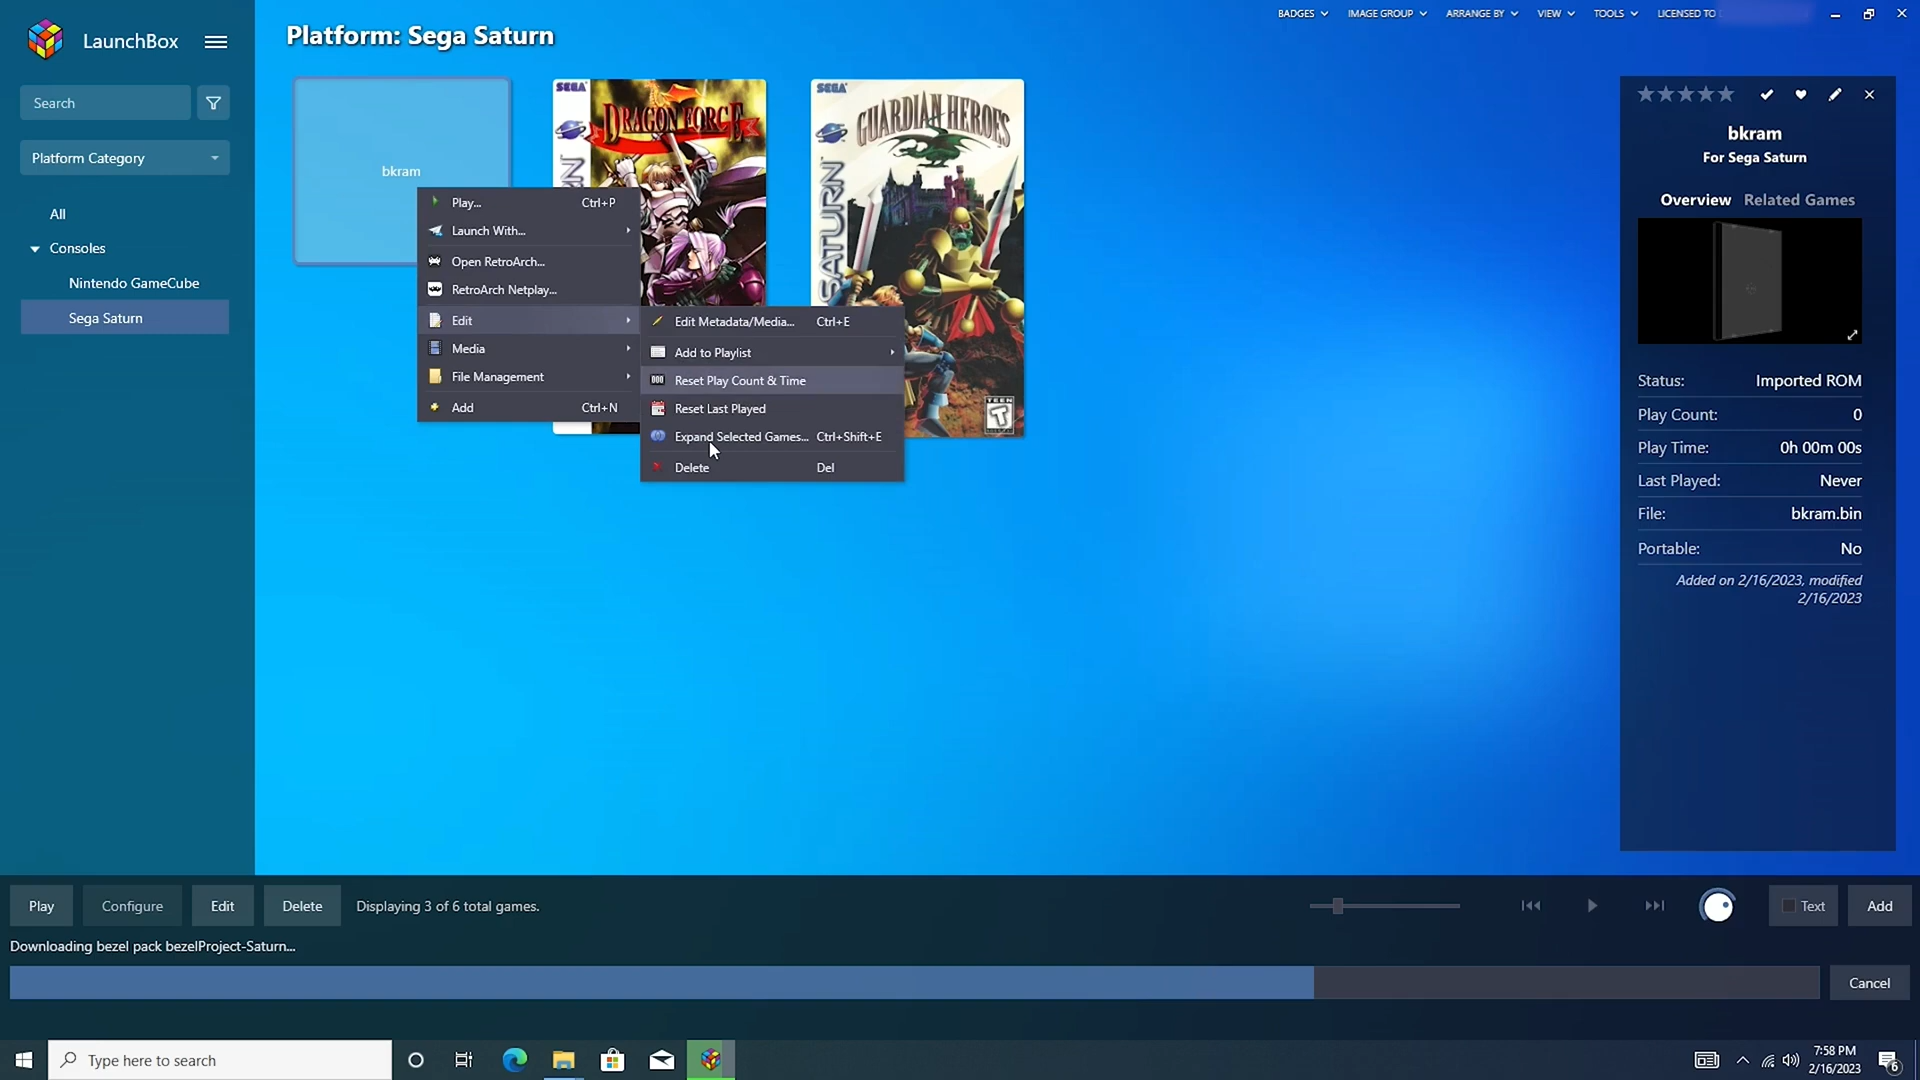 LaunchBox
Platform: Sega Saturn
BADGES
IMAGE GROUP
ARRANGE BY
VIEW
TOOLS
LICENSED TO
Search
Platform Category
All
Consoles
Nintendo GameCube
Sega Saturn
bkram
SEGA
DRAGON FORCE
SEGA
GUARDIAN HEROES
SATURN
TEEN
T
Play... Ctrl+P
Launch With...
Open RetroArch...
RetroArch Netplay...
Edit
Media
File Management
Add Ctrl+N
Edit Metadata/Media... Ctrl+E
Add to Playlist
Reset Play Count & Time
Reset Last Played
Expand Selected Games... Ctrl+Shift+E
Delete Del
bkram
For Sega Saturn
Overview Related Games
Status: Imported ROM
Play Count: 0
Play Time: 0h 00m 00s
Last Played: Never
File: bkram.bin
Portable: No
Added on 2/16/2023, modified
2/16/2023
Play
Configure
Edit
Delete
Displaying 3 of 6 total games.
Text
Add
Downloading bezel pack bezelProject-Saturn...
Cancel
Type here to search
7:58 PM
2/16/2023
6